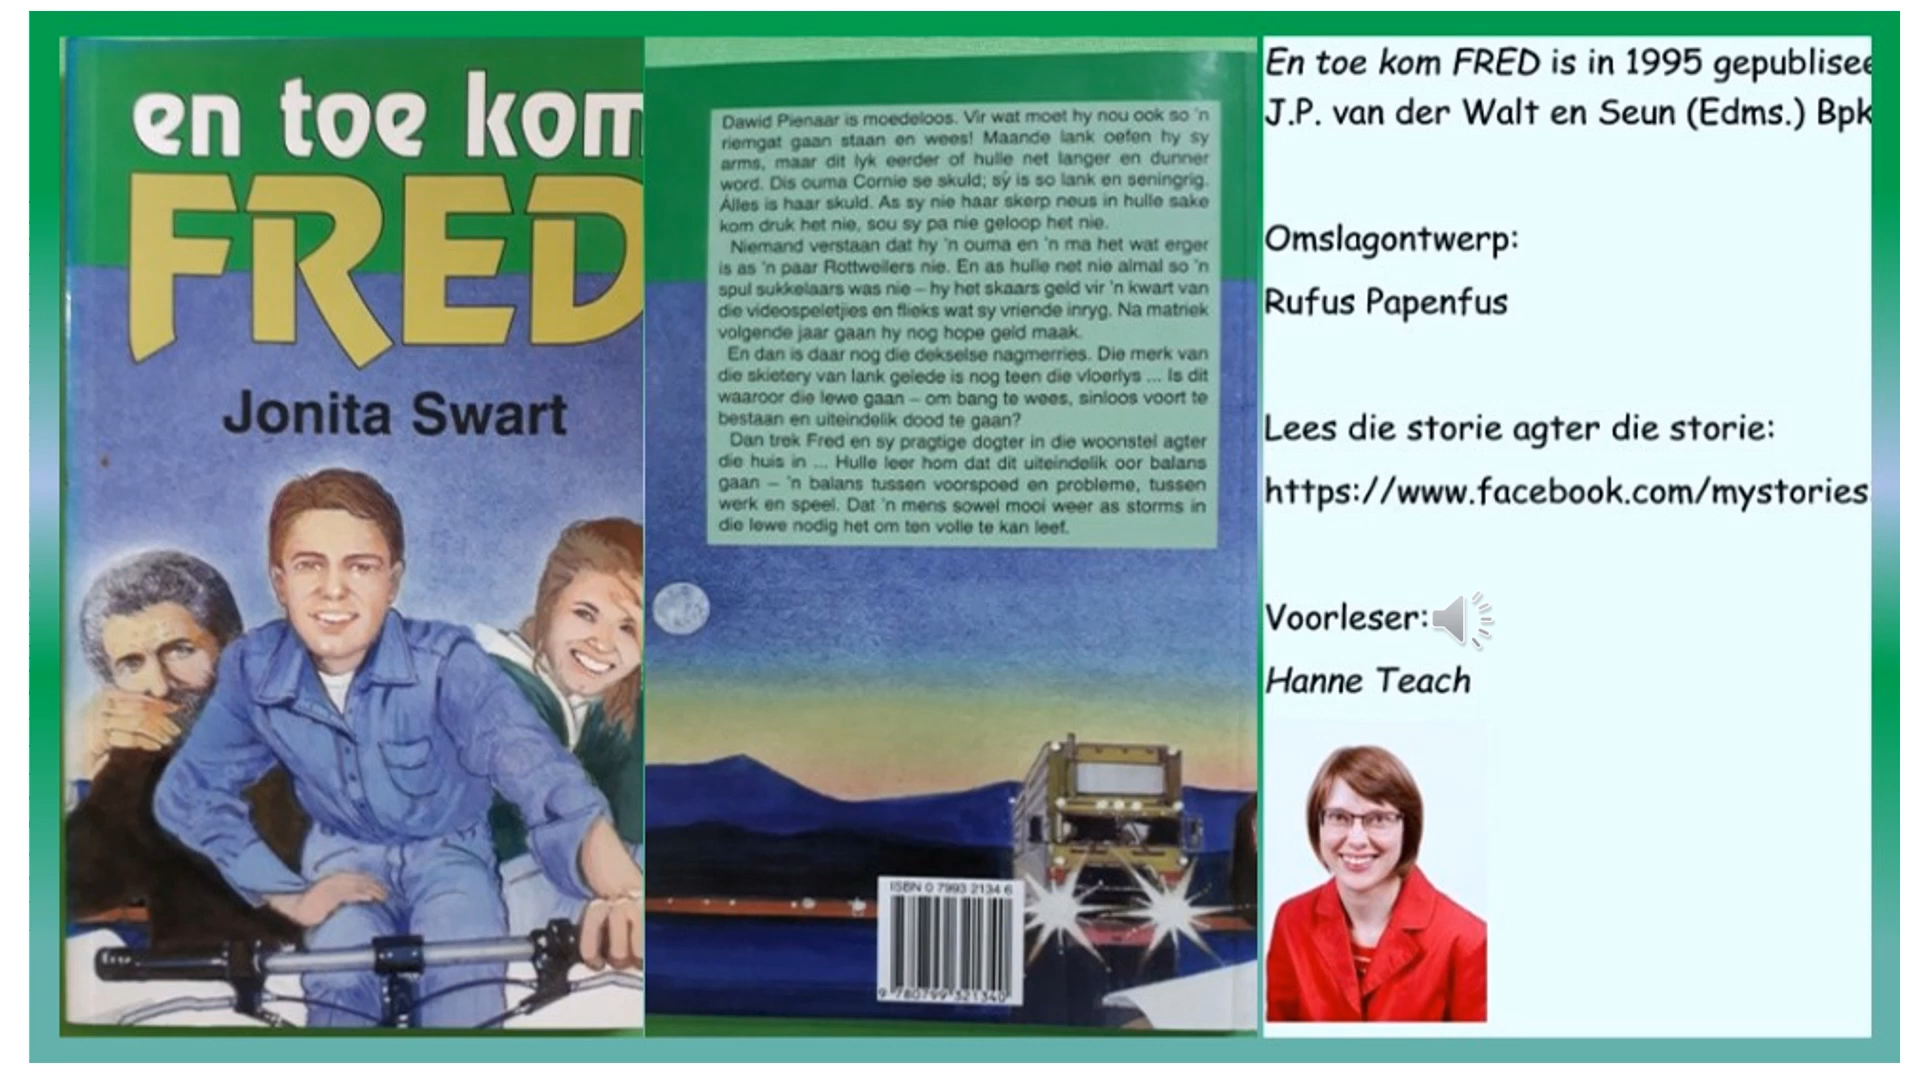 en toe kom
FRED
Jonita Swart
Dawid Pienaar is moedeloos. Vir wat moet hy nou ook so 'n
riemgat gaan staan en wees! Maande lank oefen hy sy
arms, maar dit lyk eerder of hulle net langer en dunner
word. Dis ouma Cornie se skuld; sý is so lank en seningrig.
Álles is haar skuld. As sy nie haar skerp neus in hulle sake
kom druk het nie, sou sy pa nie geloop het nie.
Niemand verstaan dat hy 'n ouma en 'n ma het wat erger
is as 'n paar Rottweilers nie. En as hulle net nie almal so 'n
spul sukkelaars was nie – hy het skaars geld vir 'n kwart van
die videospeletjies en flieks wat sy vriende inryg. Na matriek
volgende jaar gaan hy nog hope geld maak.
En dan is daar nog die dekselse nagmerries. Die merk van
die skietery van lank gelede is nog teen die vloerlys ... Is dit
waaroor die lewe gaan – om bang te wees, sinloos voort te
bestaan en uiteindelik dood te gaan?
Dan trek Fred en sy pragtige dogter in die woonstel agter
die huis in ... Hulle leer hom dat dit uiteindelik oor balans
gaan – 'n balans tussen voorspoed en probleme, tussen
werk en speel. Dat 'n mens sowel mooi weer as storms in
die lewe nodig het om ten volle te kan leef.
ISBN 0 7993 2134 6
9 780799 321340
En toe kom FRED is in 1995 gepublisee
J.P. van der Walt en Seun (Edms.) Bpk
Omslagontwerp:
Rufus Papenfus
Lees die storie agter die storie:
https://www.facebook.com/mystories
Voorleser:
Hanne Teach